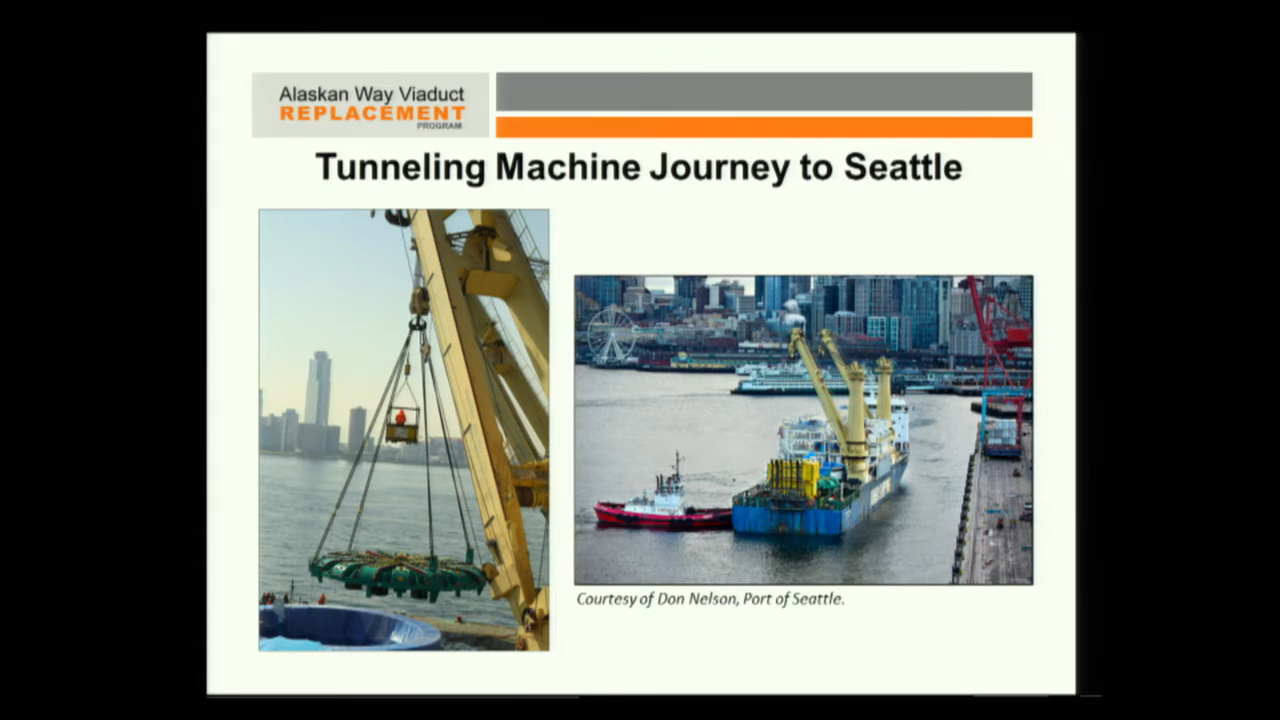 Alaskan Way Viaduct
REPLACEMENT
PROGRAM
Tunneling Machine Journey to Seattle
Courtesy of Don Nelson, Port of Seattle.